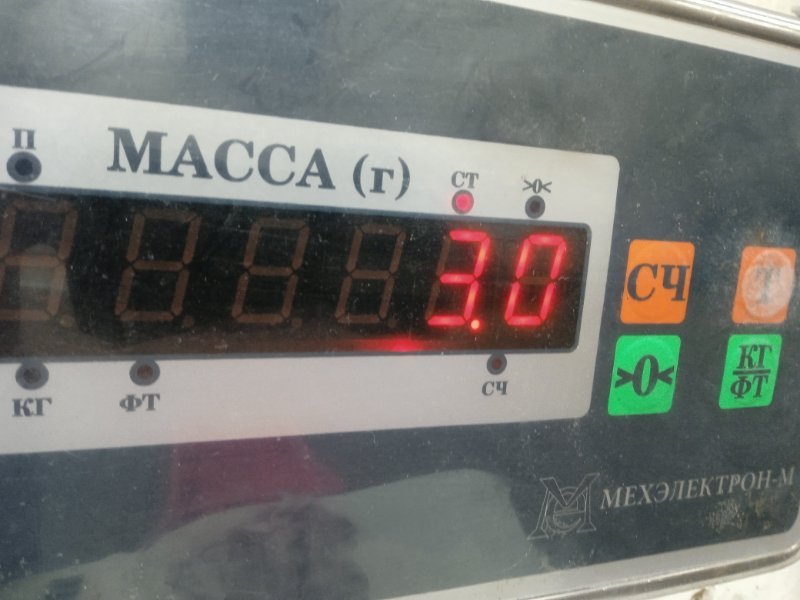 П
МАССА (г)
СТ
>0<
3.0
СЧ
Т
>0<
КГ
ФТ
КГ
ФТ
СЧ
МЕХЭЛЕКТРОН-М